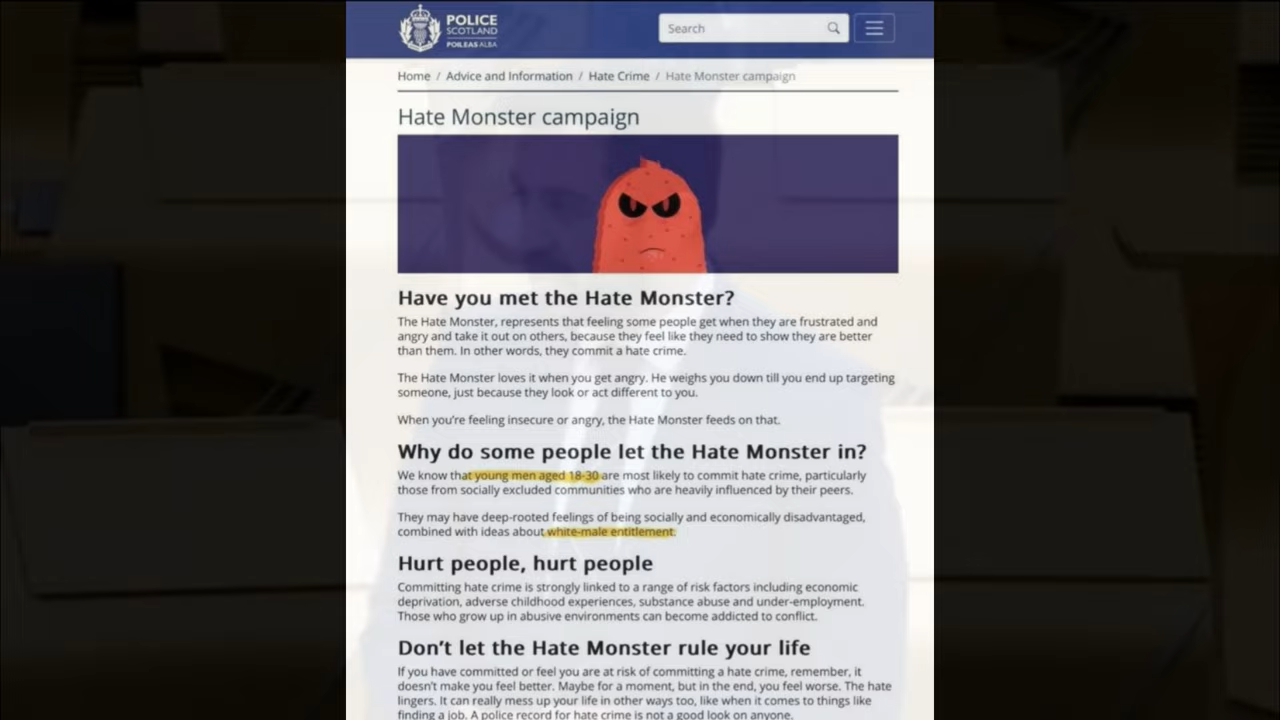 POLICE
SCOTLAND
POILEAS ALBA
Search
Home / Advice and Information / Hate Crime / Hate Monster campaign
Hate Monster campaign
Have you met the Hate Monster?
The Hate Monster, represents that feeling some people get when they are frustrated and
angry and take it out on others, because they feel like they need to show they are better
than them. In other words, they commit a hate crime.
The Hate Monster loves it when you get angry. He weighs you down till you end up targeting
someone, just because they look or act different to you.
When you're feeling insecure or angry, the Hate Monster feeds on that.
Why do some people let the Hate Monster in?
We know that young men aged 18-30 are most likely to commit hate crime, particularly
those from socially excluded communities who are heavily influenced by their peers.
They may have deep-rooted feelings of being socially and economically disadvantaged,
combined with ideas about white-male entitlement.
Hurt people, hurt people
Committing hate crime is strongly linked to a range of risk factors including economic
deprivation, adverse childhood experiences, substance abuse and under-employment.
Those who grow up in abusive environments can become addicted to conflict.
Don't let the Hate Monster rule your life
If you have committed or feel you are at risk of committing a hate crime, remember, it
doesn't make you feel better. Maybe for a moment, but in the end, you feel worse. The hate
lingers. It can really mess up your life in other ways too, like when it comes to things like
finding a job. A police record for hate crime is not a good look on anyone.